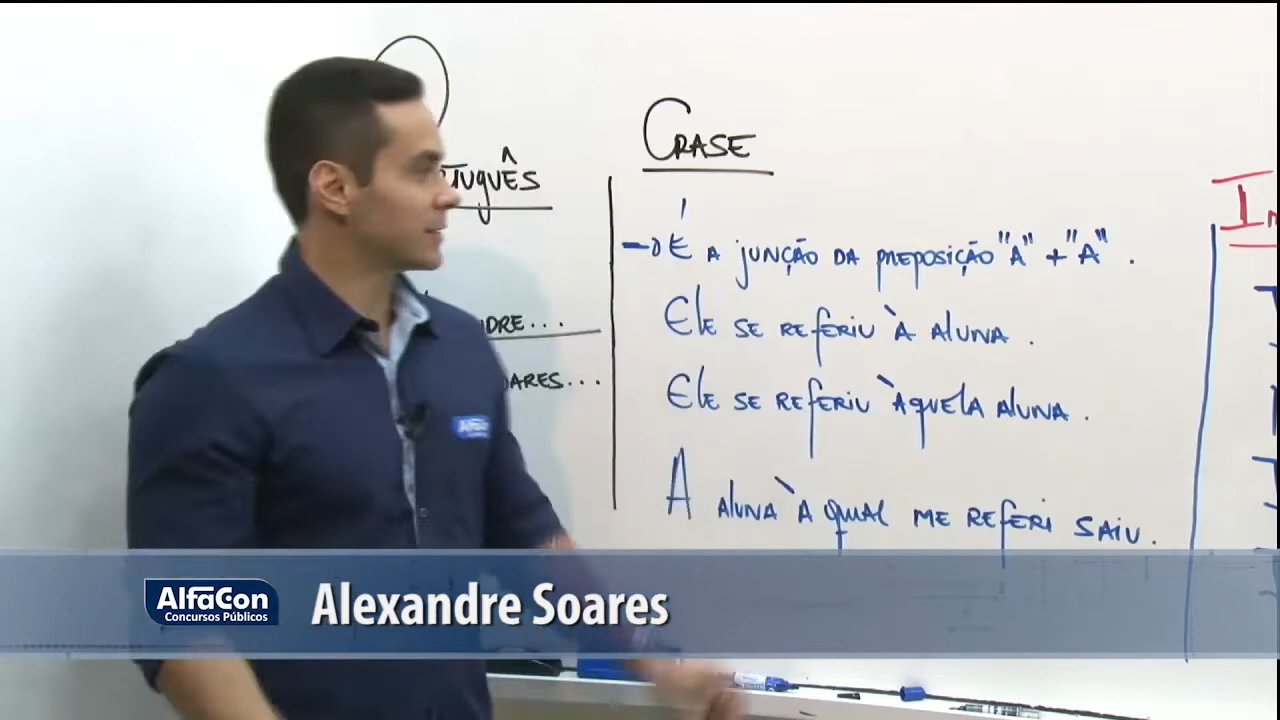 CRASE
É A JUNÇÃO DA PREPOSIÇÃO "A" + "A".
ELE SE REFERIU À ALUNA.
ELE SE REFERIU ÀQUELA ALUNA.
A ALUNA À QUAL ME REFERI SAIU.
AlfaCon
AlfaCon
Concursos Públicos
Alexandre Soares